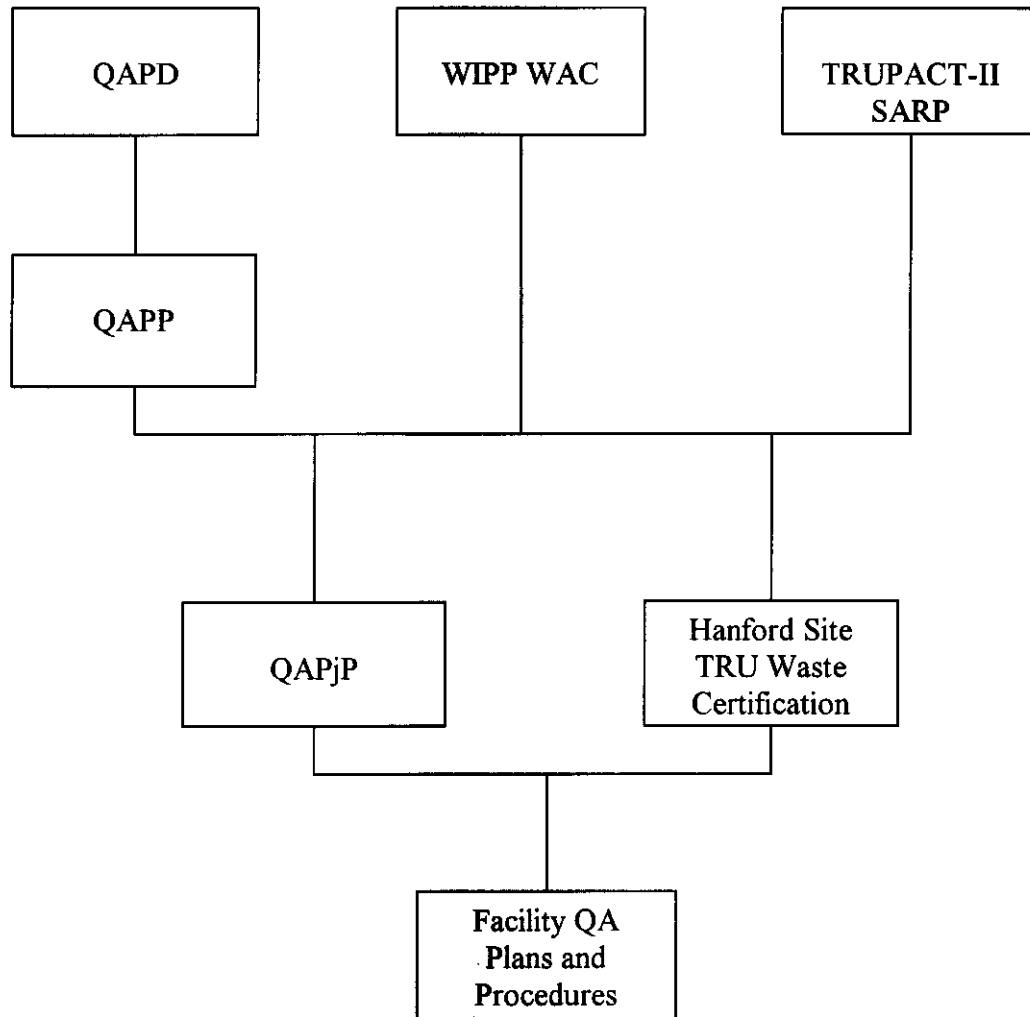 QAPD
WIPP WAC
TRUPACT-II
SARP
QAPP
QAPjP
Hanford Site
TRU Waste
Certification
Facility QA
Plans and
Procedures